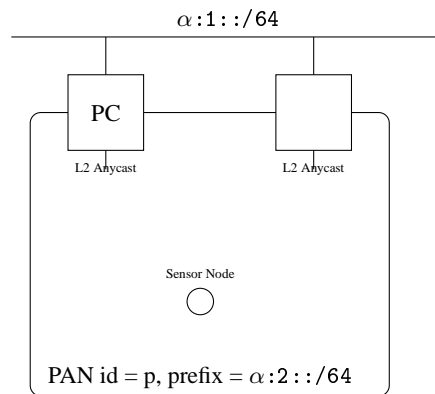 α:1::/64
PC
L2 Anycast L2 Anycast
Sensor Node
PAN id = p, prefix = α:2::/64